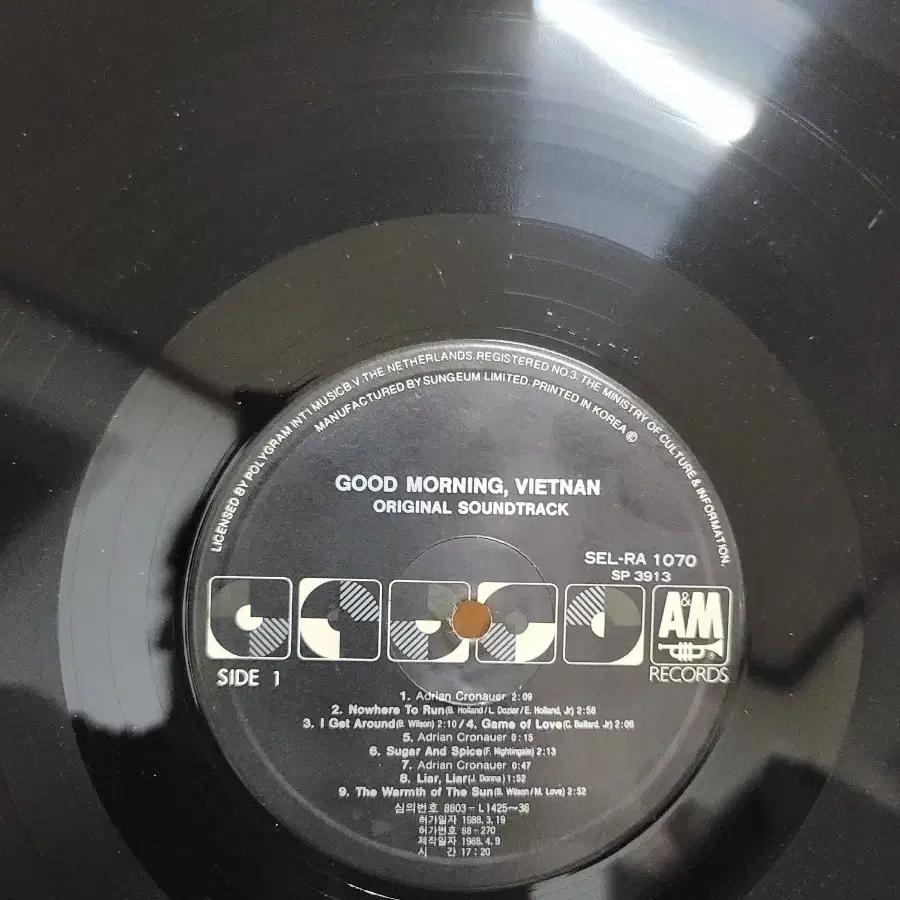 LICENSED BY POLYGRAM INT'L MUSIC B.V. THE NETHERLANDS. REGISTERED NO.3. THE MINISTRY OF CULTURE & INFORMATION.
MANUFACTURED BY SUNGEUM LIMITED. PRINTED IN KOREA ©
GOOD MORNING, VIETNAN
ORIGINAL SOUNDTRACK
SEL-RA 1070
SP 3913
A&M
RECORDS
SIDE 1
1. Adrian Cronauer 2:09
2. Nowhere To Run(B. Holland/L. Dozier/E. Holland, Jr) 2:56
3. I Get Around(B. Wilson) 2:10/4. Game of Love(C. Ballard. Jr) 2:06
5. Adrian Cronauer 0:15
6. Sugar And Spice(F. Nightingale) 2:13
7. Adrian Cronauer 0:47
8. Liar, Liar(J. Donna) 1:52
9. The Warmth of The Sun(B. Wilson/M. Love) 2:52
심의번호 8803-L1425~36
허가일자 1988.3.19
허가번호 88-270
제작일자 1988.4.9
시 간 17:20